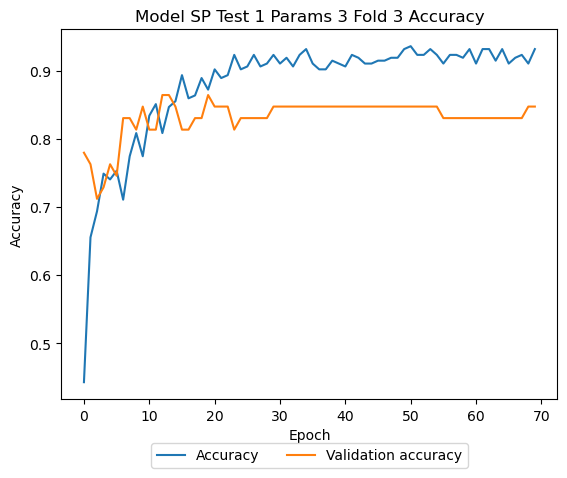 Model SP Test 1 Params 3 Fold 3 Accuracy
Accuracy
0.9
0.8
0.7
0.6
0.5
0 10 20 30 40 50 60 70
Epoch
Accuracy Validation accuracy